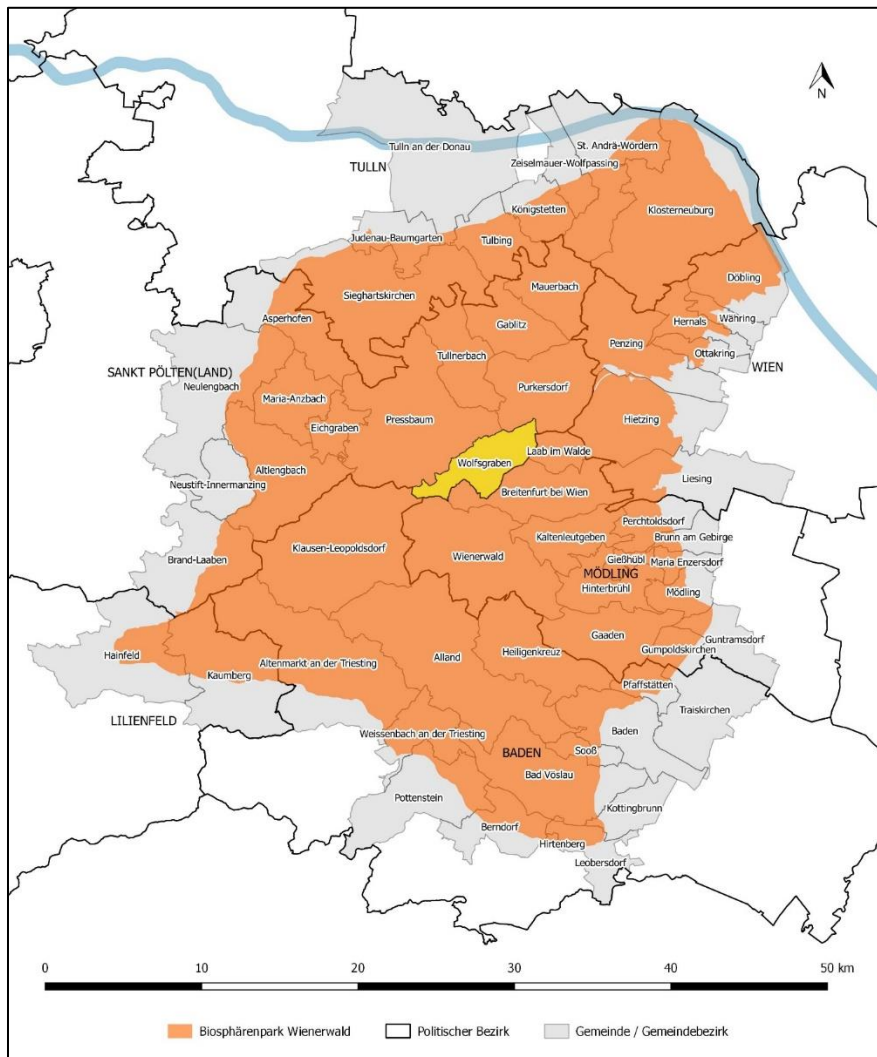 N
Tulln an der Donau
St. Andrä-Wördern
TULLN
Zeiselmauer-Wolfpassing
Königstetten
Klosterneuburg
Judenau-Baumgarten
Tulbing
Döbling
Mauerbach
Sieghartskirchen
Asperhofen
Gablitz
Hernals
Währing
Penzing
Ottakring
Tullnerbach
WIEN
SANKT PÖLTEN(LAND)
Neulengbach
Purkersdorf
Maria-Anzbach
Pressbaum
Hietzing
Eichgraben
Laab im Walde
Wolfsgraben
Altlengbach
Liesing
Neustift-Innermanzing
Breitenfurt bei Wien
Perchtoldsdorf
Kaltenleutgeben
Brunn am Gebirge
Klausen-Leopoldsdorf
Wienerwald
Brand-Laaben
Gießhübl
Maria Enzersdorf
MÖDLING
Hinterbrühl
Mödling
Gaaden
Guntramsdorf
Hainfeld
Alland
Heiligenkreuz
Gumpoldskirchen
Altenmarkt an der Triesting
Kaumberg
Pfaffstätten
Traiskirchen
LILIENFELD
Weissenbach an der Triesting
Baden
BADEN
Sooß
Bad Vöslau
Pottenstein
Kottingbrunn
Berndorf
Hirtenberg
Leobersdorf
0 10 20 30 40 50 km
Biosphärenpark Wienerwald Politischer Bezirk Gemeinde / Gemeindebezirk